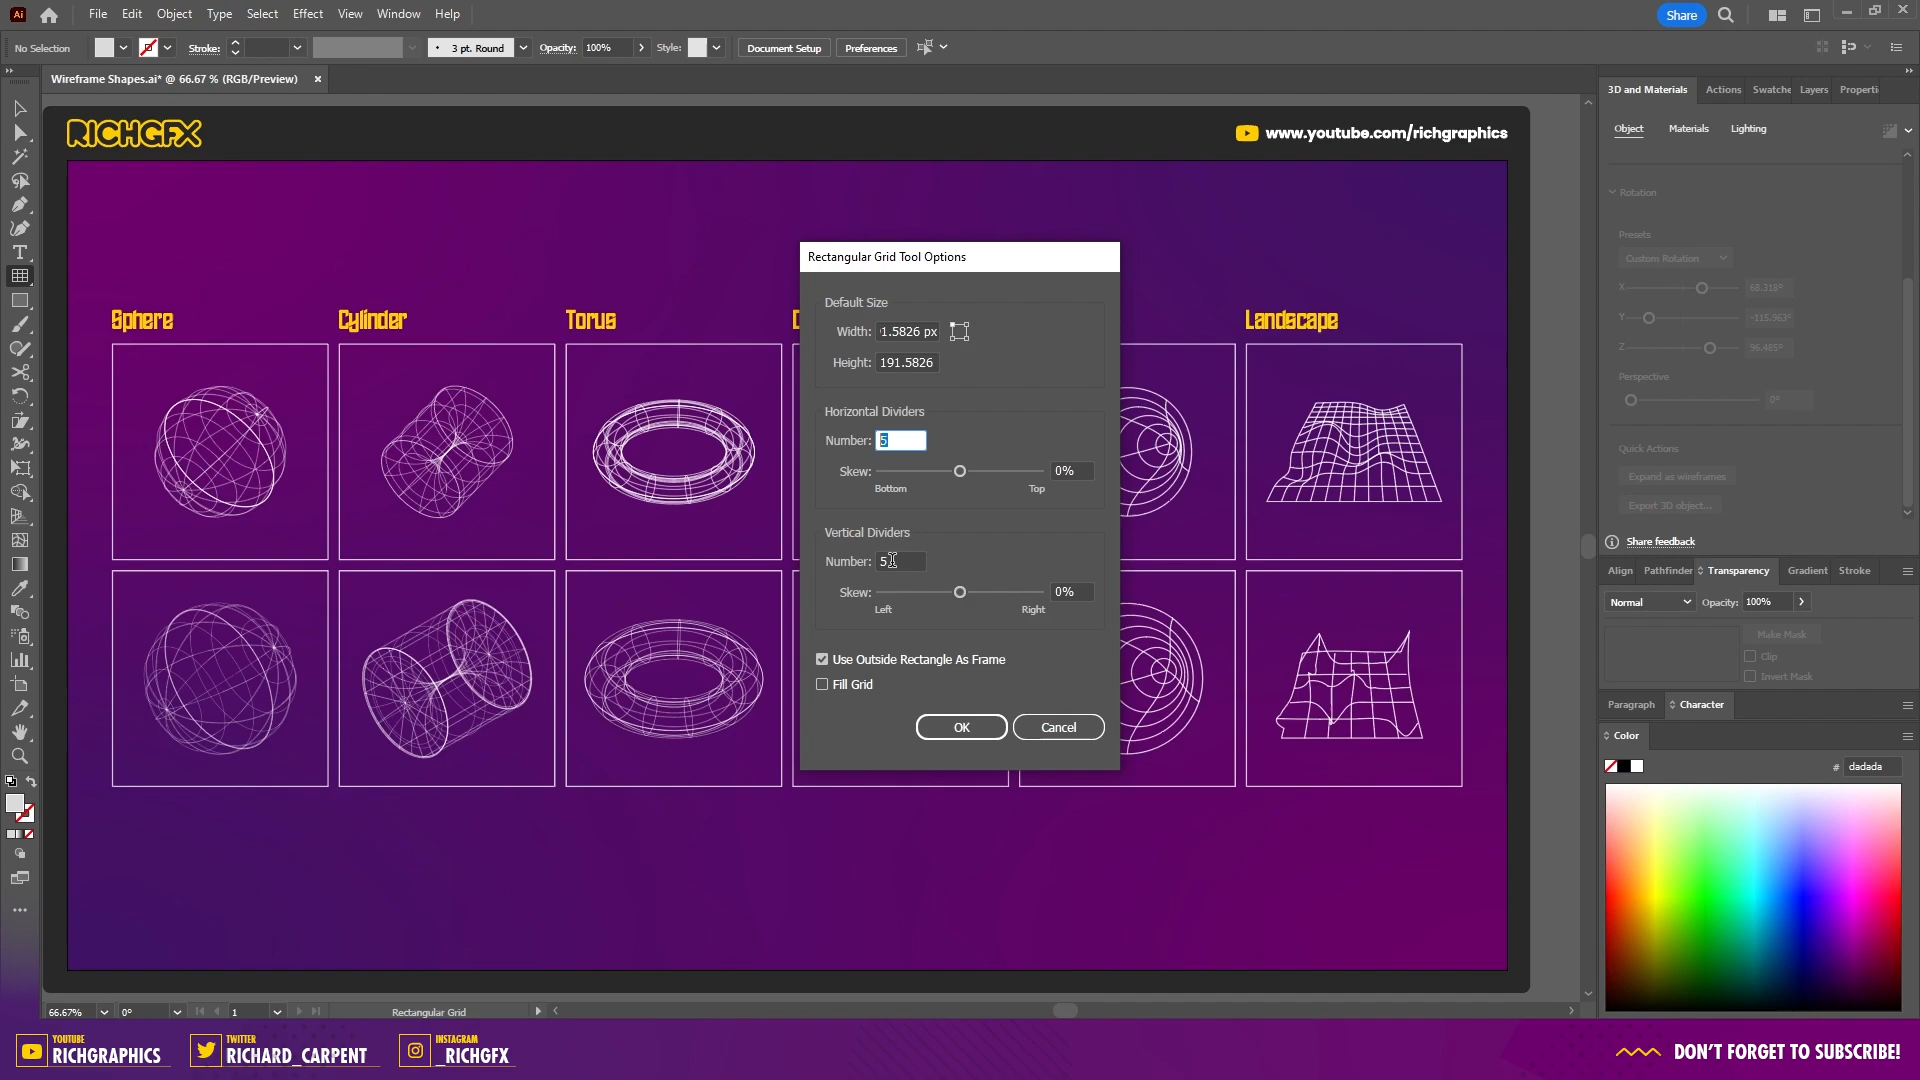 Ai
File Edit Object Type Select Effect View Window Help
Share
No Selection
Stroke:
3 pt. Round
Opacity: 100%
Style:
Document Setup
Preferences
Wireframe Shapes.ai* @ 66.67 % (RGB/Preview)
RICHGFX
www.youtube.com/richgraphics
Sphere
Cylinder
Torus
Landscape
Rectangular Grid Tool Options
Default Size
Width: 1.5826 px
Height: 191.5826
Horizontal Dividers
Number: 5
Skew: 0%
Bottom Top
Vertical Dividers
Number: 5
Skew: 0%
Left Right
Use Outside Rectangle As Frame
Fill Grid
OK Cancel
3D and Materials Actions Swatche Layers Properti
Object Materials Lighting
Rotation
Presets
Custom Rotation
X 68.318°
Y -115.963°
Z 96.485°
Perspective
0°
Quick Actions
Expand as wireframes
Export 3D object...
Share feedback
Align Pathfinder Transparency Gradient Stroke
Normal Opacity: 100%
Make Mask
Clip
Invert Mask
Paragraph Character
Color
# dadada
66.67% 0° 1 Rectangular Grid
YOUTUBE
RICHGRAPHICS
TWITTER
RICHARD_CARPENT
INSTAGRAM
_RICHGFX
DON'T FORGET TO SUBSCRIBE!